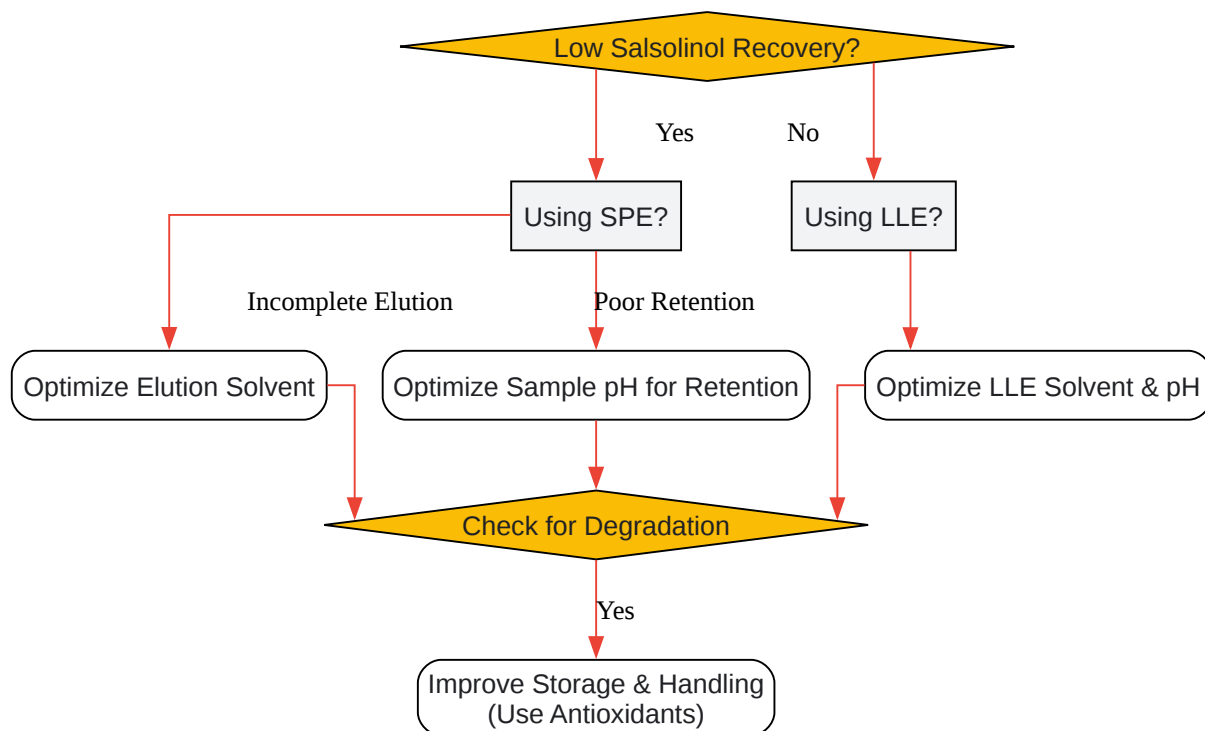 Low Salsolinol Recovery?
Yes
No
Using SPE?
Using LLE?
Incomplete Elution
Poor Retention
Optimize Elution Solvent
Optimize Sample pH for Retention
Optimize LLE Solvent & pH
Check for Degradation
Yes
Improve Storage & Handling
(Use Antioxidants)